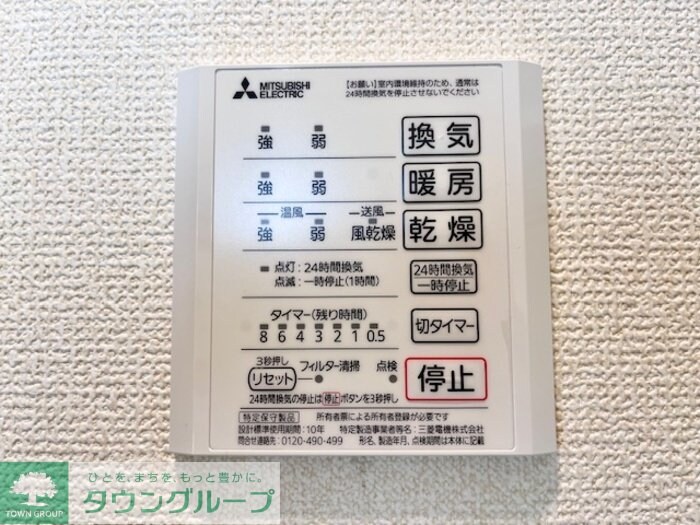 MITSUBISHI
ELECTRIC
【お願い】室内環境維持のため、通常は
24時間換気を停止させないでください
強 弱 換気
強 弱 暖房
温風 送風
強 弱 風乾燥 乾燥
点灯:24時間換気
点滅:一時停止(1時間)
24時間換気
一時停止
タイマー(残り時間)
8 6 4 3 2 1 0.5
切タイマー
3秒押し
リセット フィルター清掃 点検
停止
24時間換気の停止は停止ボタンを3秒押し
特定保守製品 所有者票による所有者登録が必要です
設計標準使用期間:10年 特定製造事業者等名:三菱電機株式会社
問合せ連絡先:0120-490-499 形名、製造年月、点検期間は本体に記載
ひとを、まちを、もっと豊かに。
タウングループ
TOWN GROUP